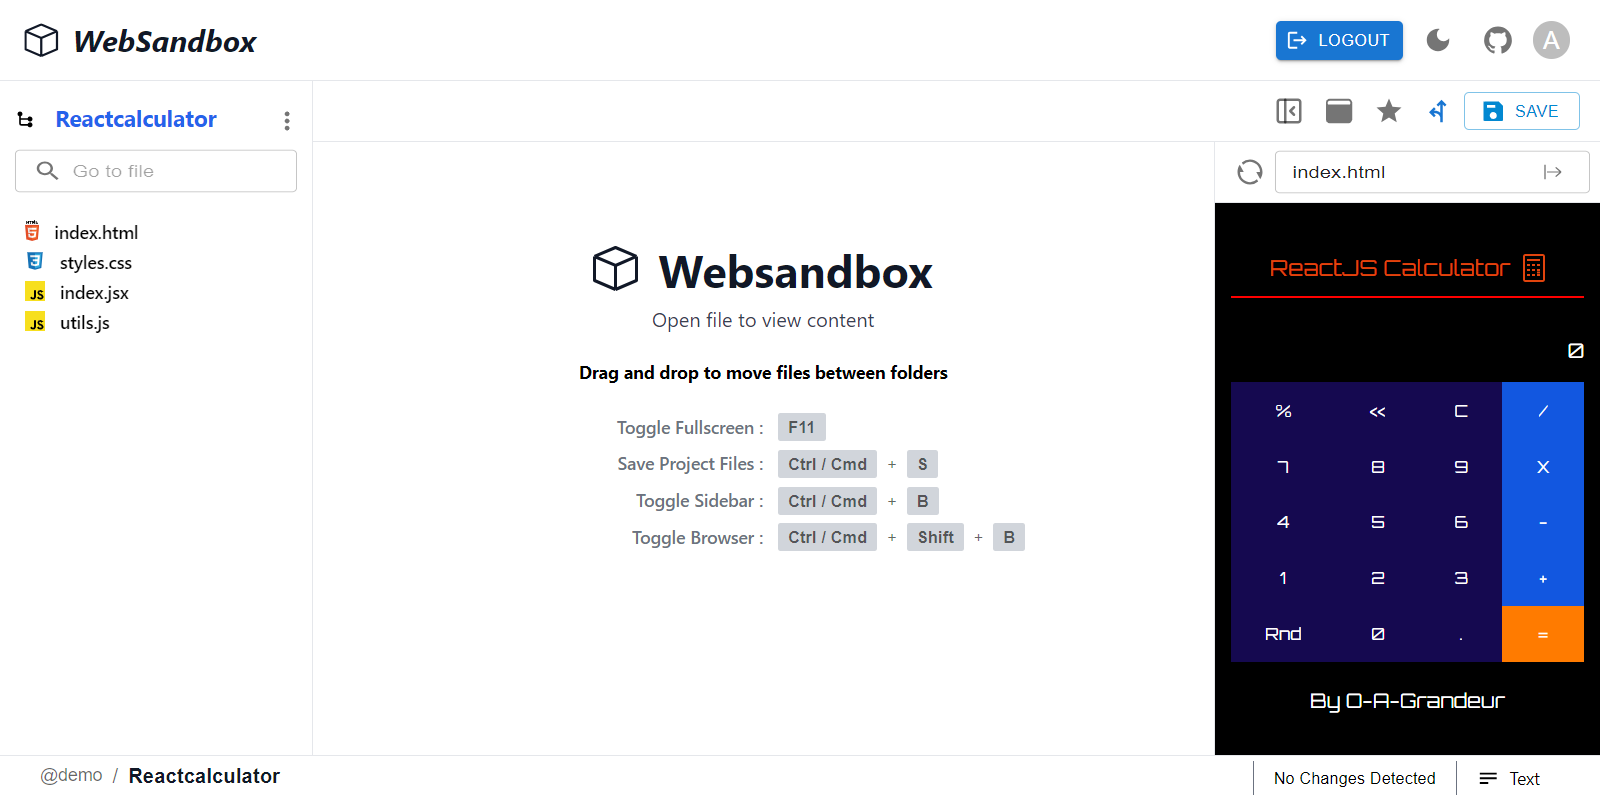 WebSandbox
LOGOUT
A
Reactcalculator
SAVE
Go to file
index.html
index.html
styles.css
index.jsx
utils.js
Websandbox
Open file to view content
Drag and drop to move files between folders
Toggle Fullscreen : F11
Save Project Files : Ctrl / Cmd + S
Toggle Sidebar : Ctrl / Cmd + B
Toggle Browser : Ctrl / Cmd + Shift + B
ReactJS Calculator
0
% << C /
7 8 9 X
4 5 6 -
1 2 3 +
Rnd 0 . =
By O-A-Grandeur
@demo / Reactcalculator
No Changes Detected
Text